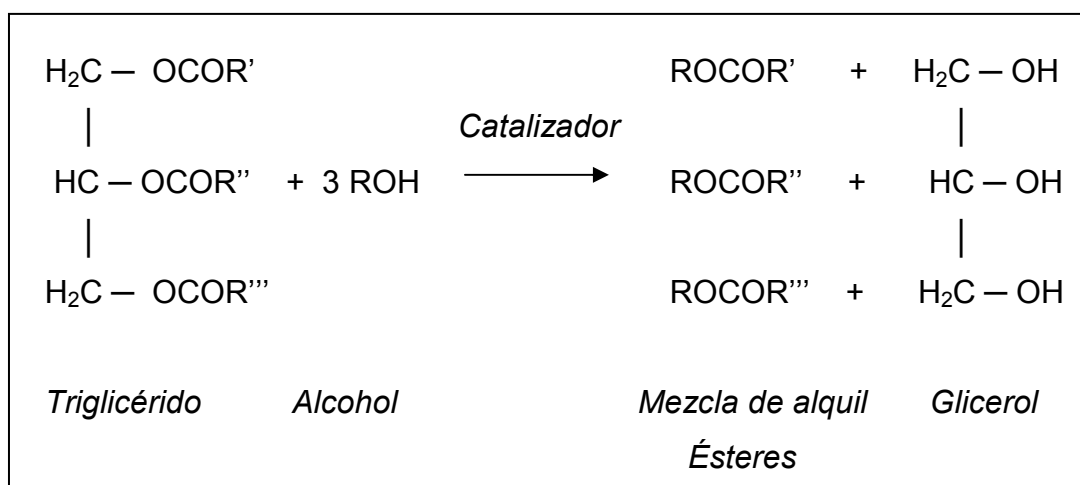 H₂C — OCOR' ROCOR' + H₂C — OH
| Catalizador |
HC — OCOR'' + 3 ROH ROCOR'' + HC — OH
| |
H₂C — OCOR''' ROCOR''' + H₂C — OH
Triglicérido Alcohol Mezcla de alquil Glicerol
Ésteres